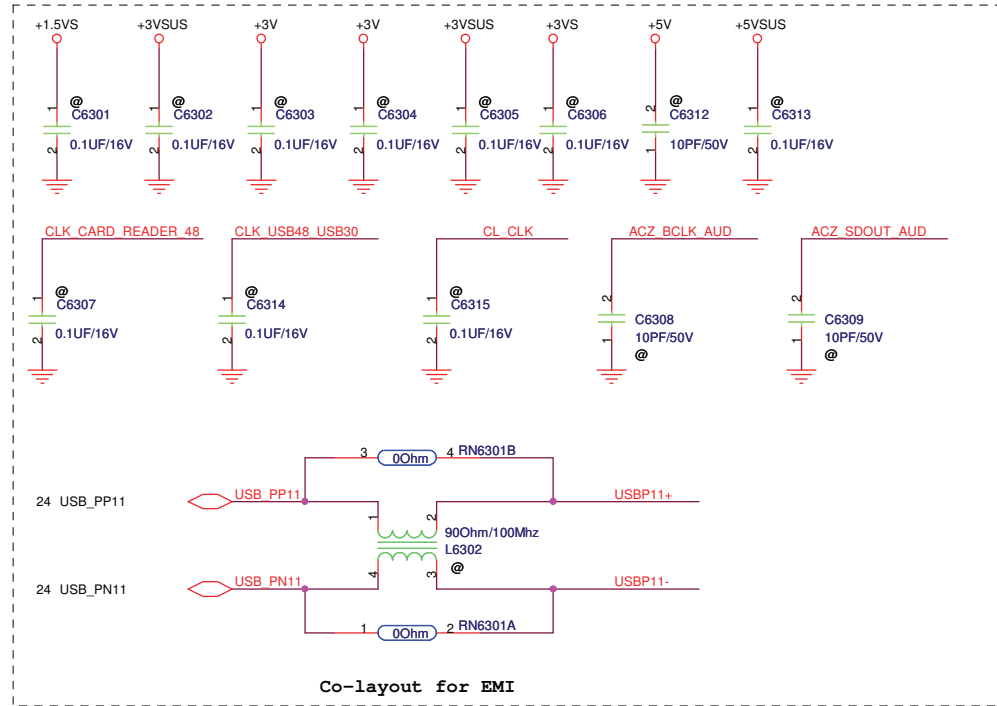 +1.5VS +3VSUS +3V +3V +3VSUS +3VS +5V +5VSUS
1 @ 1 @ 1 @ 1 @ 1 @ 1 @ 2 @ 1 @
C6301 C6302 C6303 C6304 C6305 C6306 C6312 C6313
2 0.1UF/16V 2 0.1UF/16V 2 0.1UF/16V 2 0.1UF/16V 2 0.1UF/16V 2 0.1UF/16V 1 10PF/50V 2 0.1UF/16V
CLK_CARD_READER_48 CLK_USB48_USB30 CL_CLK ACZ_BCLK_AUD ACZ_SDOUT_AUD
1 @ 1 @ 1 @ 2 2
C6307 C6314 C6315 C6308 C6309
2 0.1UF/16V 2 0.1UF/16V 2 0.1UF/16V 1 10PF/50V 1 10PF/50V
@ @
3 0Ohm 4 RN6301B
24 USB_PP11 USB_PP11 USBP11+
1 2
90Ohm/100Mhz
L6302
4 3 @
24 USB_PN11 USB_PN11 USBP11-
1 0Ohm 2 RN6301A
Co-layout for EMI